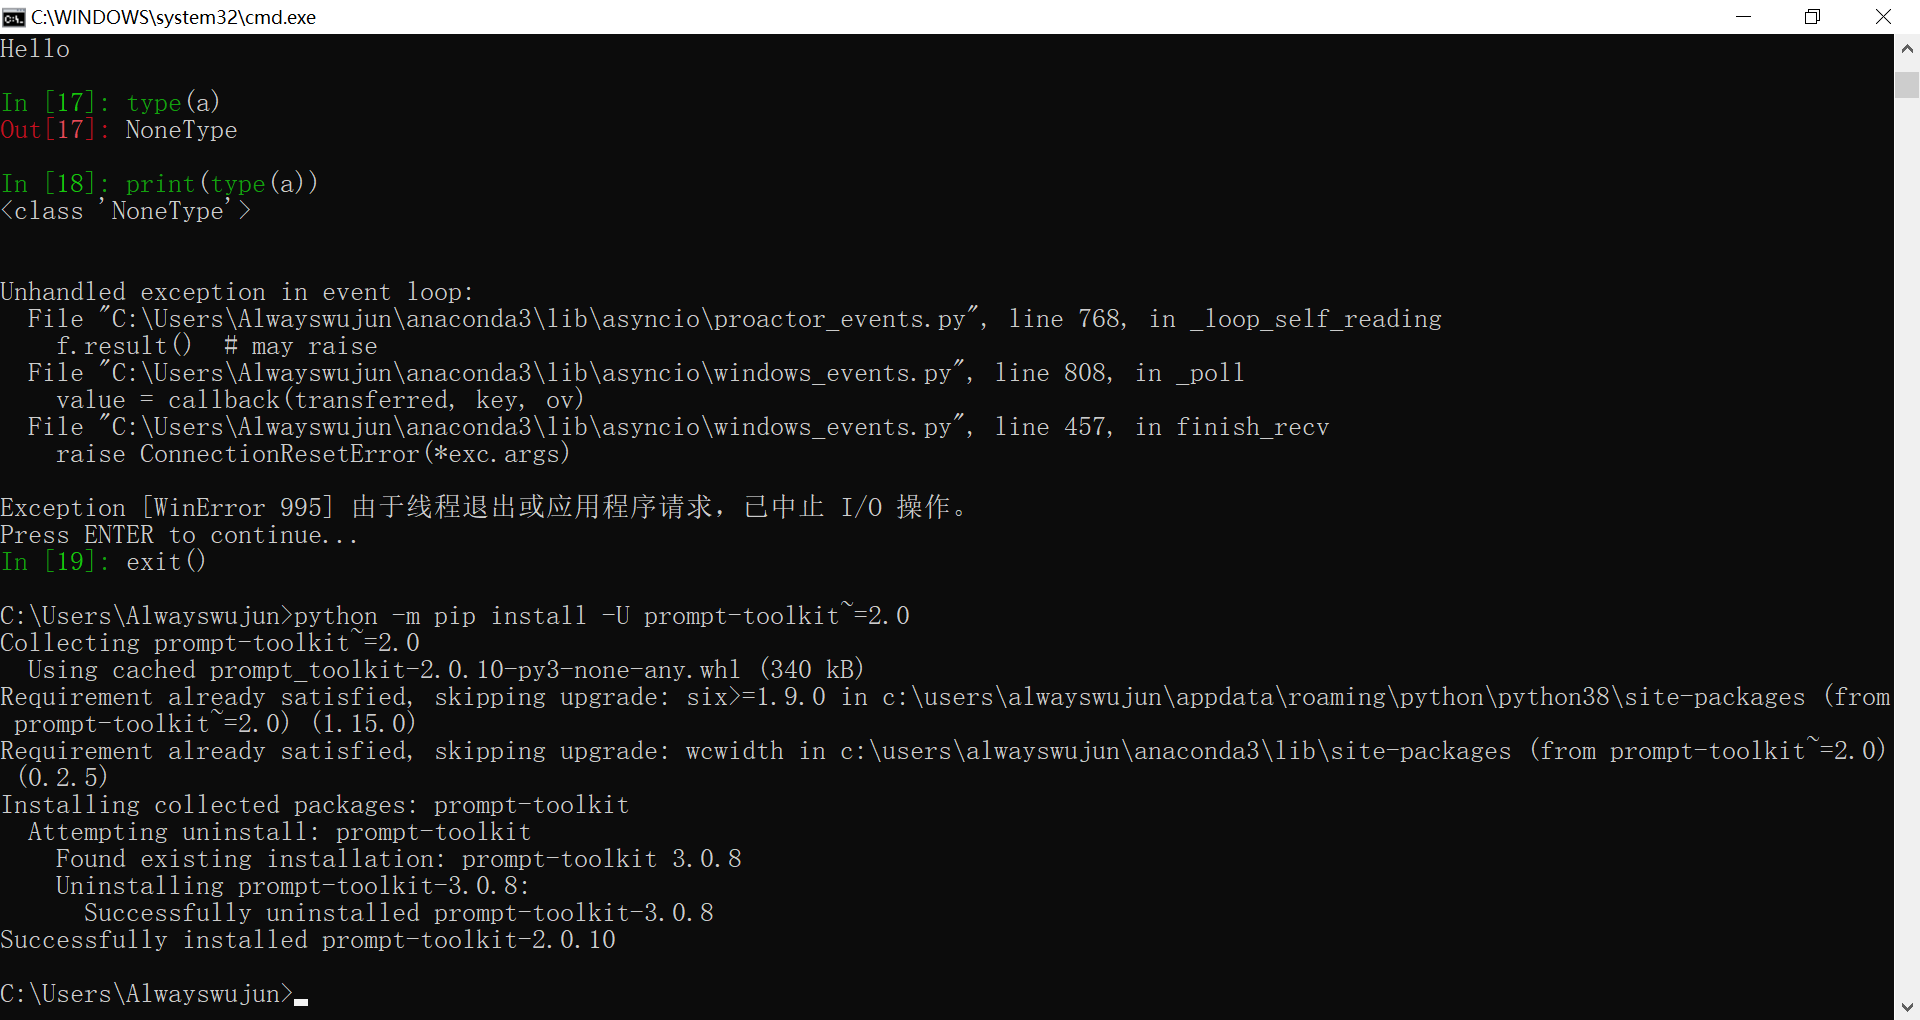 C:\WINDOWS\system32\cmd.exe
Hello
In [17]: type(a)
Out[17]: NoneType
In [18]: print(type(a))
<class 'NoneType'>
Unhandled exception in event loop:
  File "C:\Users\Alwayswujun\anaconda3\lib\asyncio\proactor_events.py", line 768, in _loop_self_reading
    f.result()  # may raise
  File "C:\Users\Alwayswujun\anaconda3\lib\asyncio\windows_events.py", line 808, in _poll
    value = callback(transferred, key, ov)
  File "C:\Users\Alwayswujun\anaconda3\lib\asyncio\windows_events.py", line 457, in finish_recv
    raise ConnectionResetError(*exc.args)
Exception [WinError 995] 由于线程退出或应用程序请求，已中止 I/O 操作。
Press ENTER to continue...
In [19]: exit()
C:\Users\Alwayswujun>python -m pip install -U prompt-toolkit~=2.0
Collecting prompt-toolkit~=2.0
  Using cached prompt_toolkit-2.0.10-py3-none-any.whl (340 kB)
Requirement already satisfied, skipping upgrade: six>=1.9.0 in c:\users\alwayswujun\appdata\roaming\python\python38\site-packages (from
 prompt-toolkit~=2.0) (1.15.0)
Requirement already satisfied, skipping upgrade: wcwidth in c:\users\alwayswujun\anaconda3\lib\site-packages (from prompt-toolkit~=2.0)
 (0.2.5)
Installing collected packages: prompt-toolkit
  Attempting uninstall: prompt-toolkit
    Found existing installation: prompt-toolkit 3.0.8
    Uninstalling prompt-toolkit-3.0.8:
      Successfully uninstalled prompt-toolkit-3.0.8
Successfully installed prompt-toolkit-2.0.10
C:\Users\Alwayswujun>